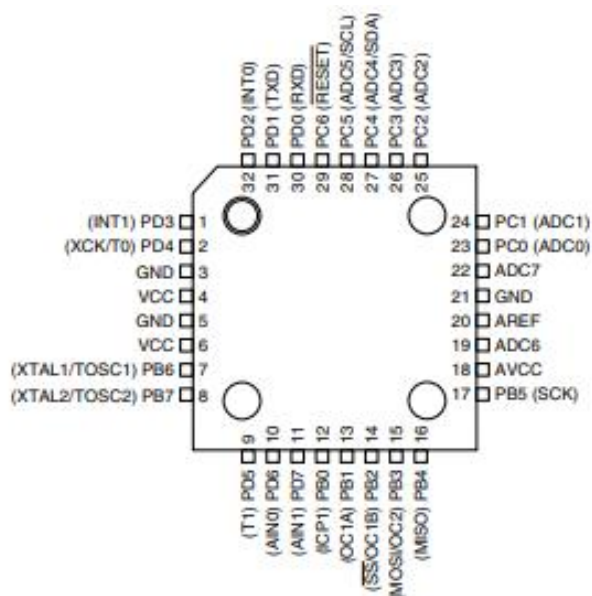 PD2 (INT0)
PD1 (TXD)
PD0 (RXD)
PC6 (RESET)
PC5 (ADC5/SCL)
PC4 (ADC4/SDA)
PC3 (ADC3)
PC2 (ADC2)
32
31
30
29
28
27
26
25
(INT1) PD3 1
(XCK/T0) PD4 2
GND 3
VCC 4
GND 5
VCC 6
(XTAL1/TOSC1) PB6 7
(XTAL2/TOSC2) PB7 8
24 PC1 (ADC1)
23 PC0 (ADC0)
22 ADC7
21 GND
20 AREF
19 ADC6
18 AVCC
17 PB5 (SCK)
9
10
11
12
13
14
15
16
(T1) PD5
(AIN0) PD6
(AIN1) PD7
(ICP1) PB0
(OC1A) PB1
(SS/OC1B) PB2
MOSI/OC2) PB3
(MISO) PB4